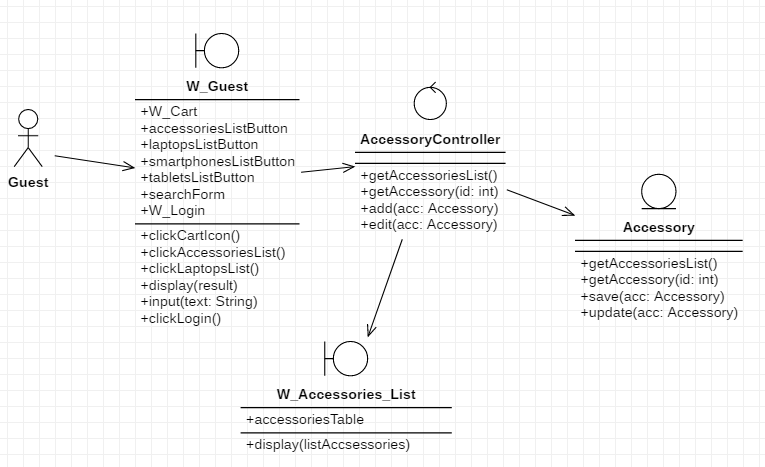 Guest
W_Guest
+W_Cart
+accessoriesListButton
+laptopsListButton
+smartphonesListButton
+tabletsListButton
+searchForm
+W_Login
+clickCartIcon()
+clickAccessoriesList()
+clickLaptopsList()
+display(result)
+input(text: String)
+clickLogin()
AccessoryController
+getAccessoriesList()
+getAccessory(id: int)
+add(acc: Accessory)
+edit(acc: Accessory)
Accessory
+getAccessoriesList()
+getAccessory(id: int)
+save(acc: Accessory)
+update(acc: Accessory)
W_Accessories_List
+accessoriesTable
+display(listAccsessories)